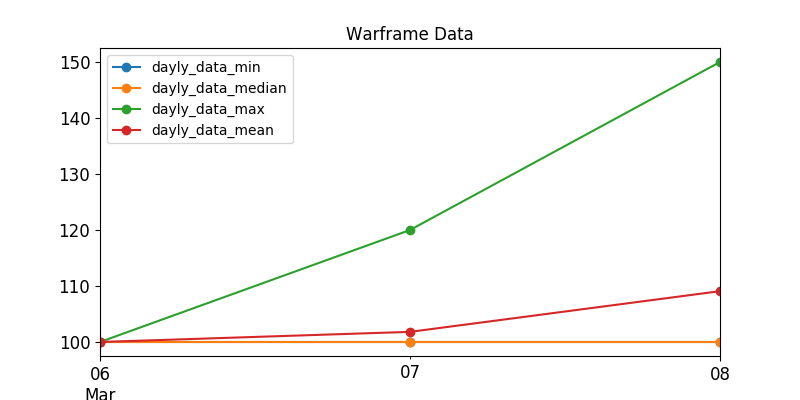 Warframe Data
dayly_data_min
dayly_data_median
dayly_data_max
dayly_data_mean
150
140
130
120
110
100
06
07
08
Mar